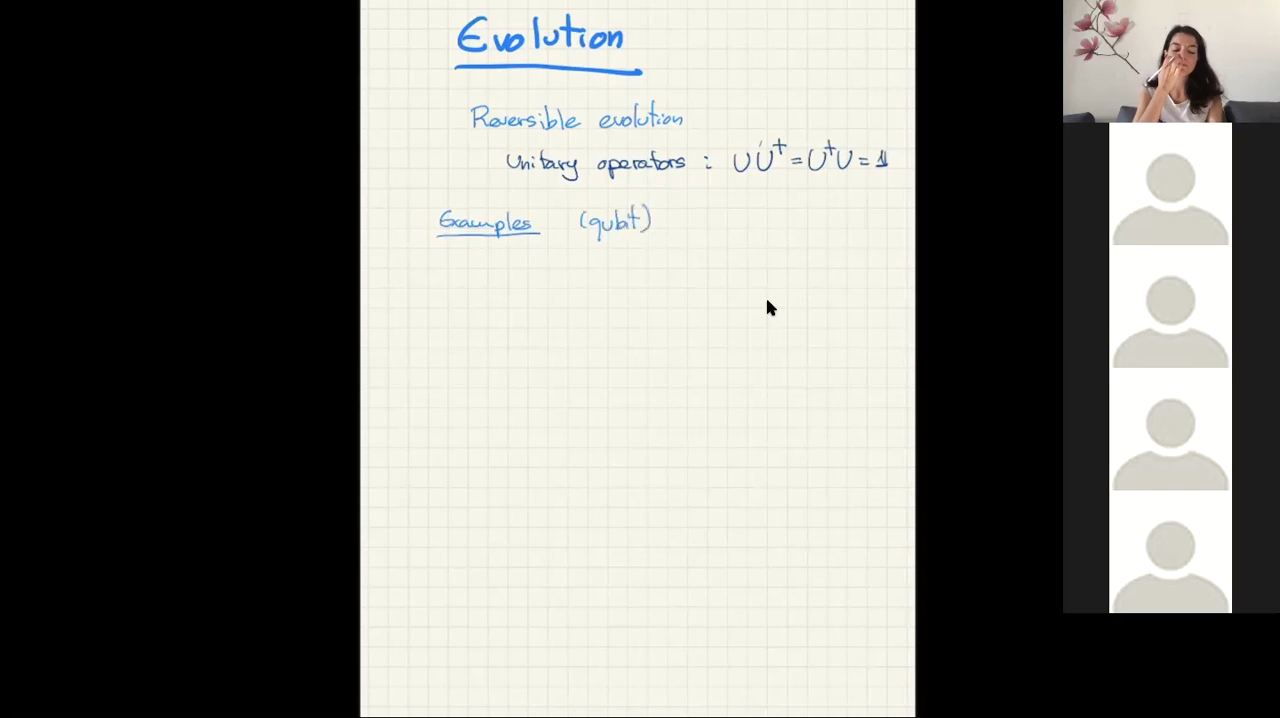 Evolution
Reversible evolution
Unitary operators : UU† = U†U = 𝟙
Examples (qubit)